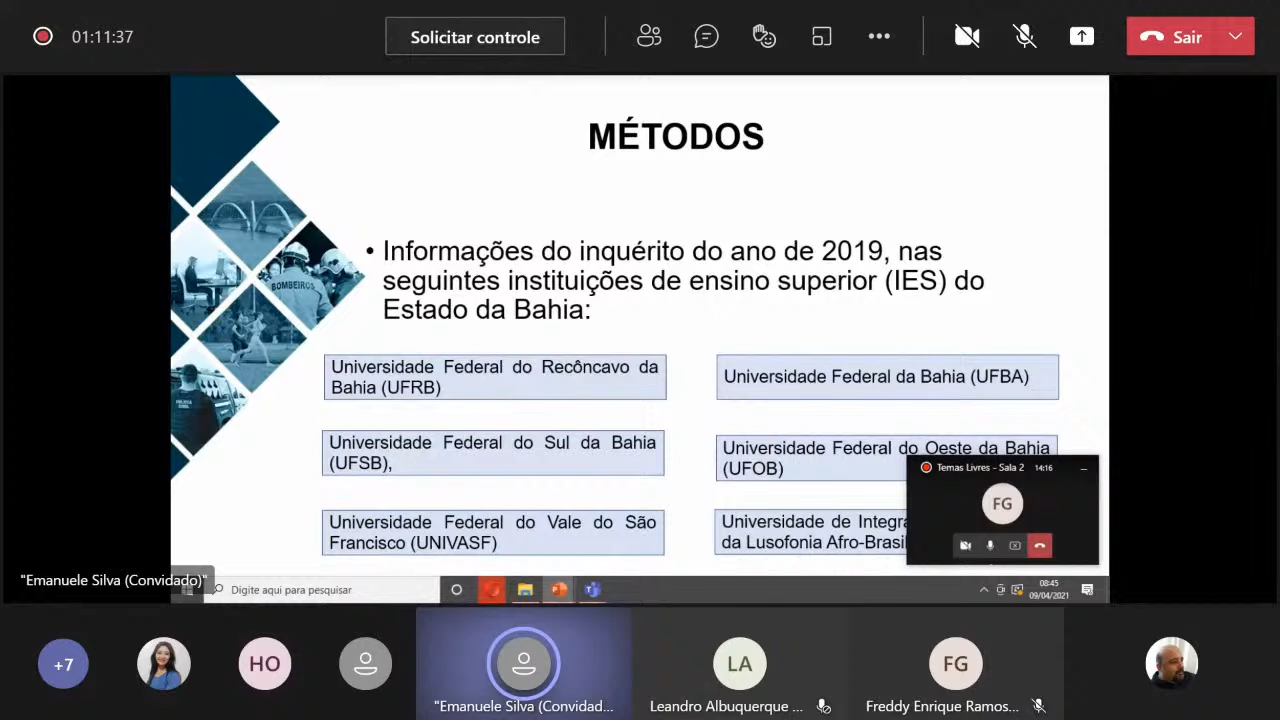 01:11:37
Solicitar controle
Sair
MÉTODOS
• Informações do inquérito do ano de 2019, nas
seguintes instituições de ensino superior (IES) do
Estado da Bahia:
BOMBEIROS
Universidade Federal do Recôncavo da
Bahia (UFRB)
Universidade Federal da Bahia (UFBA)
Universidade Federal do Sul da Bahia
(UFSB),
Universidade Federal do Oeste da Bahia
(UFOB)
Universidade Federal do Vale do São
Francisco (UNIVASF)
Universidade de Integra
da Lusofonia Afro-Brasil
Temas Livres - Sala 2 14:16
FG
"Emanuele Silva (Convidado)"
Digite aqui para pesquisar
08:45
09/04/2021
+7
HO
LA
FG
"Emanuele Silva (Convidad...
Leandro Albuquerque ...
Freddy Enrique Ramos...